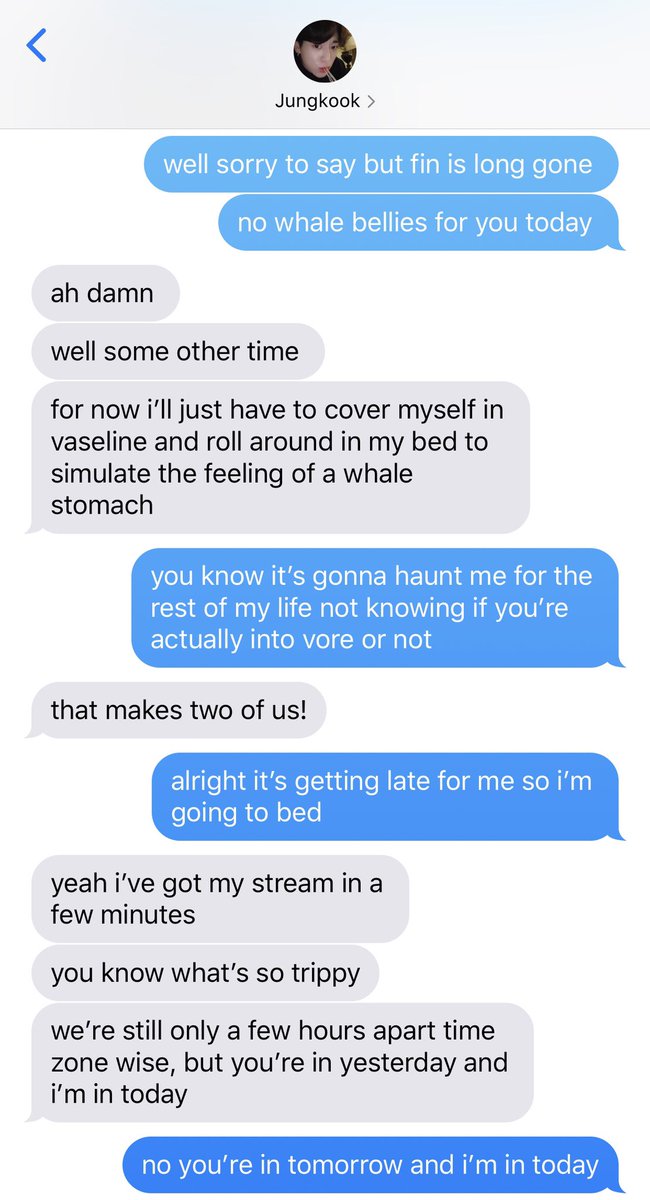 Jungkook
well sorry to say but fin is long gone
no whale bellies for you today
ah damn
well some other time
for now i’ll just have to cover myself in
vaseline and roll around in my bed to
simulate the feeling of a whale
stomach
you know it’s gonna haunt me for the
rest of my life not knowing if you’re
actually into vore or not
that makes two of us!
alright it’s getting late for me so i’m
going to bed
yeah i’ve got my stream in a
few minutes
you know what’s so trippy
we’re still only a few hours apart time
zone wise, but you’re in yesterday and
i’m in today
no you’re in tomorrow and i’m in today